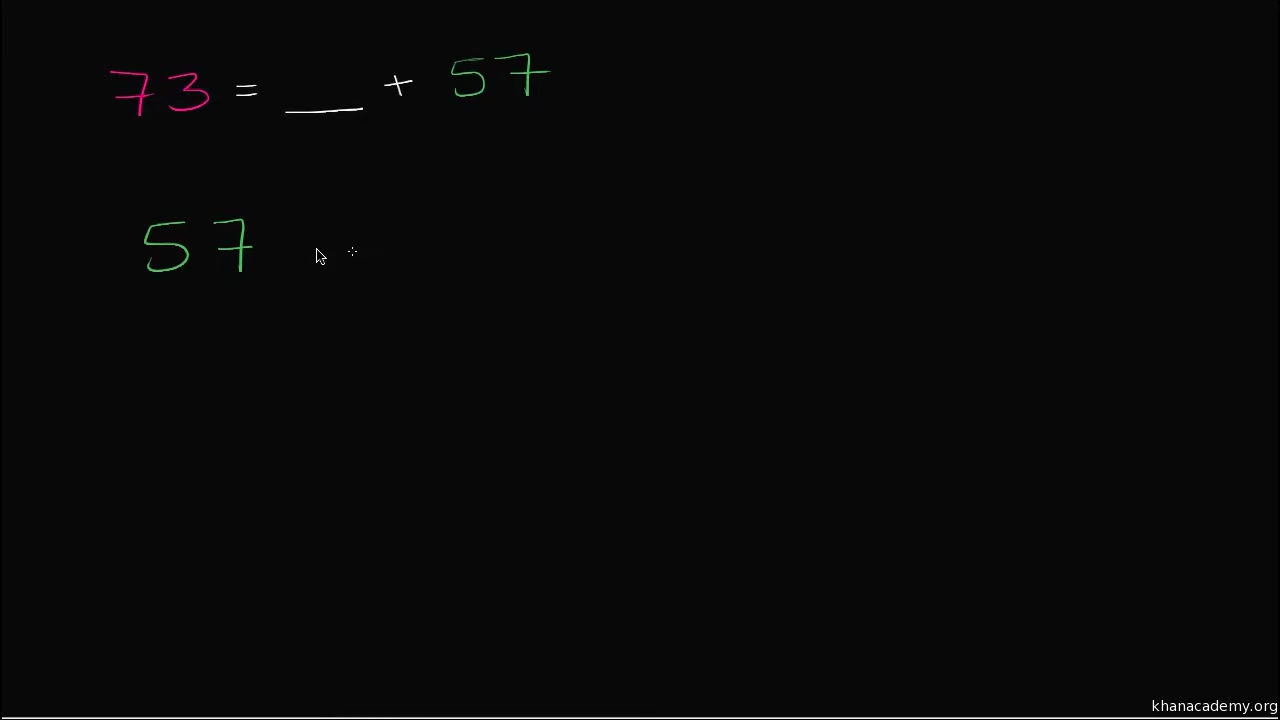 73 = ___ + 57
57
khanacademy.org